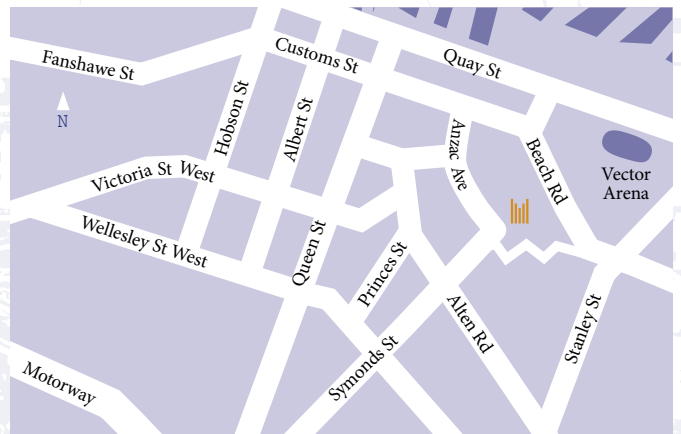 Quay St
Customs St
Fanshawe St
N
Hobson St
Albert St
Anzac Ave
Beach Rd
Vector
Arena
Victoria St West
Wellesley St West
Queen St
Princes St
Alten Rd
Stanley St
Symonds St
Motorway